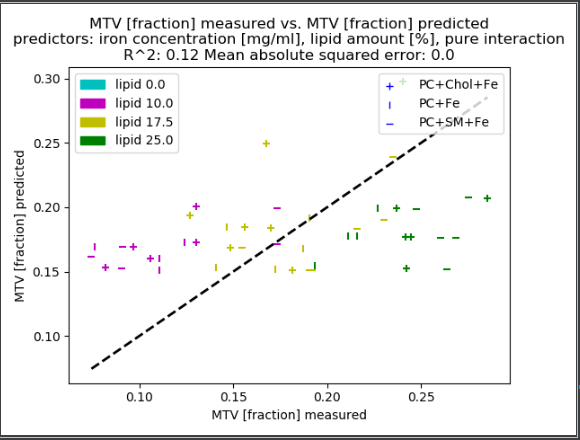 MTV [fraction] measured vs. MTV [fraction] predicted
predictors: iron concentration [mg/ml], lipid amount [%], pure interaction
R^2: 0.12 Mean absolute squared error: 0.0
0.30
0.25
0.20
0.15
0.10
MTV [fraction] predicted
lipid 0.0
lipid 10.0
lipid 17.5
lipid 25.0
PC+Chol+Fe
PC+Fe
PC+SM+Fe
0.10 0.15 0.20 0.25
MTV [fraction] measured